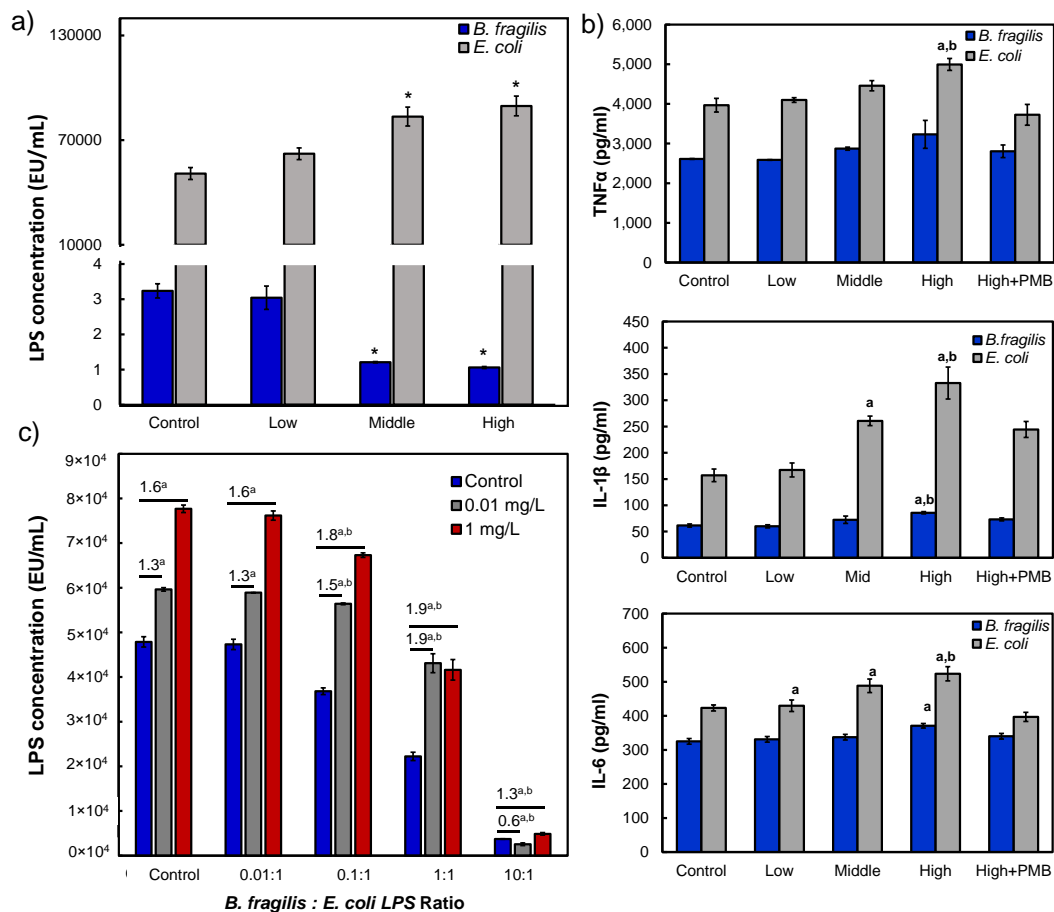 a)
130000
70000
10000
4
3
2
1
0
LPS concentration (EU/mL)
B. fragilis
E. coli
*
*
*
*
Control
Low
Middle
High
b)
6,000
5,000
4,000
3,000
2,000
1,000
0
TNFα (pg/ml)
B. fragilis
E. coli
a,b
Control
Low
Middle
High
High+PMB
450
400
350
300
250
200
150
100
50
0
IL-1β (pg/ml)
B.fragilis
E. coli
a
a,b
a,b
Control
Low
Mid
High
High+PMB
700
600
500
400
300
200
100
0
IL-6 (pg/ml)
B. fragilis
E. coli
a
a
a
a,b
Control
Low
Middle
High
High+PMB
c)
9×10⁴
8×10⁴
7×10⁴
6×10⁴
5×10⁴
4×10⁴
3×10⁴
2×10⁴
1×10⁴
0×10⁴
LPS concentration (EU/mL)
Control
0.01 mg/L
1 mg/L
1.6ᵃ
1.3ᵃ
1.6ᵃ
1.3ᵃ
1.8ᵃ,ᵇ
1.5ᵃ,ᵇ
1.9ᵃ,ᵇ
1.9ᵃ,ᵇ
1.3ᵃ,ᵇ
0.6ᵃ,ᵇ
Control
0.01:1
0.1:1
1:1
10:1
B. fragilis : E. coli LPS Ratio